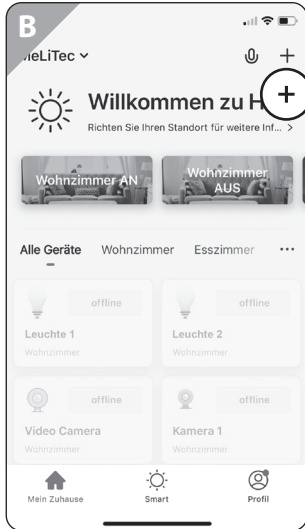 B
MeLiTec
+
Willkommen zu H
Richten Sie Ihren Standort für weitere Inf... >
Wohnzimmer AN
Wohnzimmer
AUS
Alle Geräte Wohnzimmer Esszimmer ...
offline offline
Leuchte 1 Leuchte 2
Wohnzimmer Wohnzimmer
offline offline
Video Camera Kamera 1
Wohnzimmer Wohnzimmer
Mein Zuhause Smart Profil